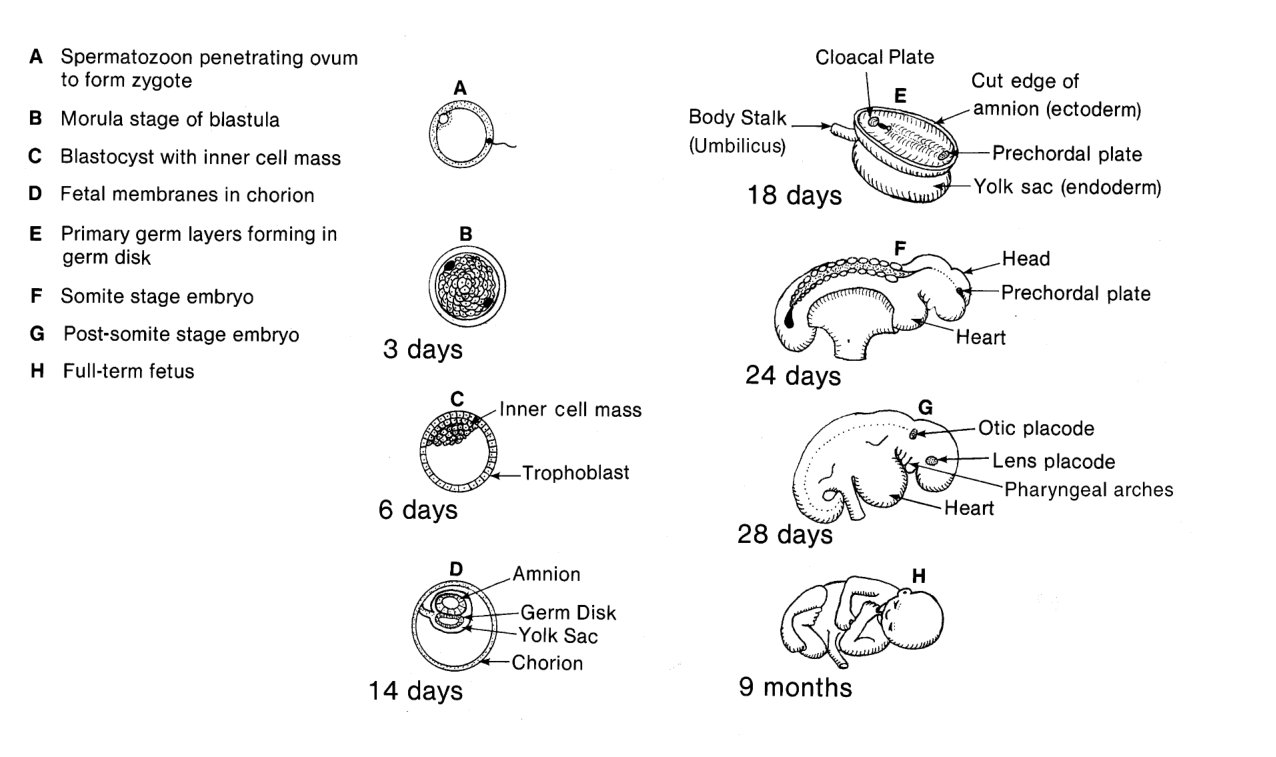 A Spermatozoon penetrating ovum
to form zygote
B Morula stage of blastula
C Blastocyst with inner cell mass
D Fetal membranes in chorion
E Primary germ layers forming in
germ disk
F Somite stage embryo
G Post-somite stage embryo
H Full-term fetus
A
B
3 days
C
Inner cell mass
Trophoblast
6 days
D
Amnion
Germ Disk
Yolk Sac
Chorion
14 days
Cloacal Plate
E
Cut edge of
amnion (ectoderm)
Body Stalk
(Umbilicus)
Prechordal plate
Yolk sac (endoderm)
18 days
F
Head
Prechordal plate
Heart
24 days
G
Otic placode
Lens placode
Pharyngeal arches
Heart
28 days
H
9 months